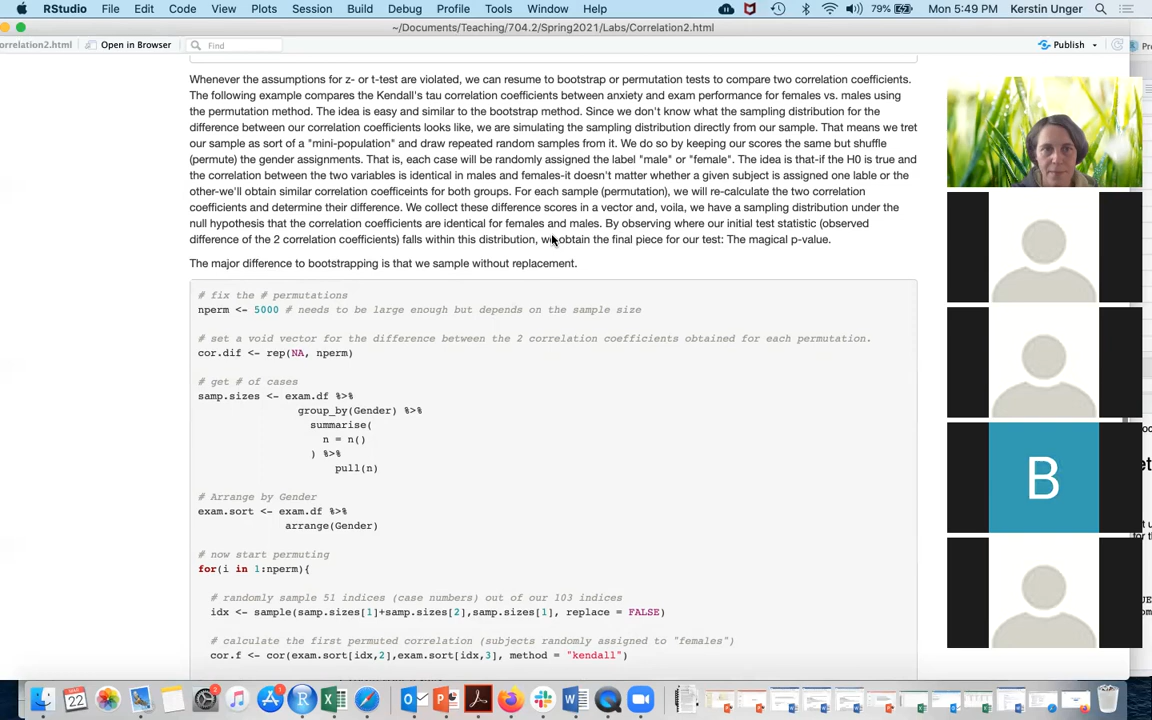 RStudio File Edit Code View Plots Session Build Debug Profile Tools Window Help 79% Mon 5:49 PM Kerstin Unger
~/Documents/Teaching/704.2/Spring2021/Labs/Correlation2.html
orrelation2.html Open in Browser Find Publish
Whenever the assumptions for z- or t-test are violated, we can resume to bootstrap or permutation tests to compare two correlation coefficients.
The following example compares the Kendall's tau correlation coefficients between anxiety and exam performance for females vs. males using
the permutation method. The idea is easy and similar to the bootstrap method. Since we don't know what the sampling distribution for the
difference between our correlation coefficients looks like, we are simulating the sampling distribution directly from our sample. That means we tret
our sample as sort of a "mini-population" and draw repeated random samples from it. We do so by keeping our scores the same but shuffle
(permute) the gender assignments. That is, each case will be randomly assigned the label "male" or "female". The idea is that-if the H0 is true and
the correlation between the two variables is identical in males and females-it doesn't matter whether a given subject is assigned one lable or the
other-we'll obtain similar correlation coefficeints for both groups. For each sample (permutation), we will re-calculate the two correlation
coefficients and determine their difference. We collect these difference scores in a vector and, voila, we have a sampling distribution under the
null hypothesis that the correlation coefficients are identical for females and males. By observing where our initial test statistic (observed
difference of the 2 correlation coefficients) falls within this distribution, we obtain the final piece for our test: The magical p-value.
The major difference to bootstrapping is that we sample without replacement.
# fix the # permutations
nperm <- 5000 # needs to be large enough but depends on the sample size
# set a void vector for the difference between the 2 correlation coefficients obtained for each permutation.
cor.dif <- rep(NA, nperm)
# get # of cases
samp.sizes <- exam.df %>%
group_by(Gender) %>%
summarise(
n = n()
) %>%
pull(n)
# Arrange by Gender
exam.sort <- exam.df %>%
arrange(Gender)
# now start permuting
for(i in 1:nperm){
# randomly sample 51 indices (case numbers) out of our 103 indices
idx <- sample(samp.sizes[1]+samp.sizes[2],samp.sizes[1], replace = FALSE)
# calculate the first permuted correlation (subjects randomly assigned to "females")
cor.f <- cor(exam.sort[idx,2],exam.sort[idx,3], method = "kendall")
B